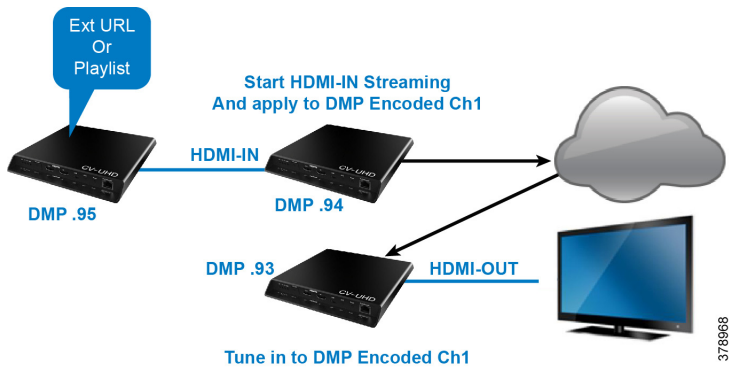 Ext URL
Or
Playlist
Start HDMI-IN Streaming
And apply to DMP Encoded Ch1
HDMI-IN
CV-UHD
CV-UHD
DMP .95
DMP .94
DMP .93
HDMI-OUT
CV-UHD
Tune in to DMP Encoded Ch1
378968